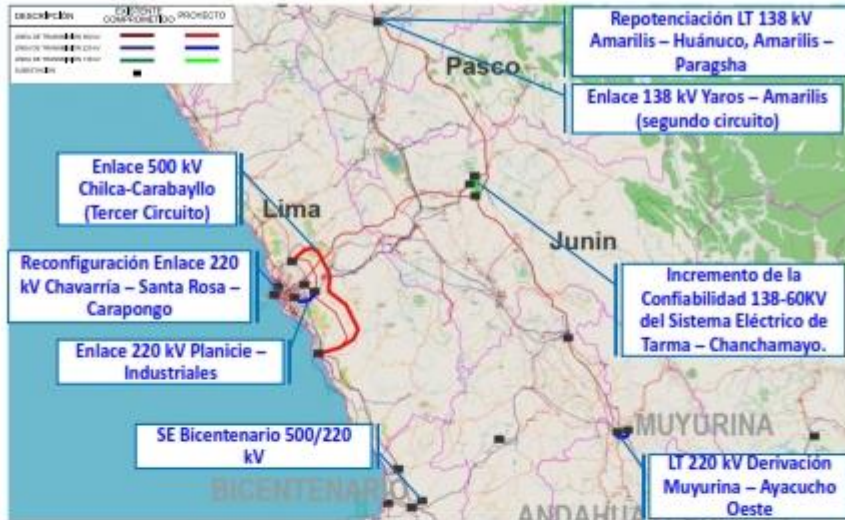 DESCRIPCIÓN
EXISTENTE
COMPROMETIDO
PROYECTO
SUBESTACIÓN
Repotenciación LT 138 kV
Amarilis – Huánuco, Amarilis –
Paragsha
Pasco
Enlace 138 kV Yaros – Amarilis
(segundo circuito)
Enlace 500 kV
Chilca-Carabayllo
(Tercer Circuito)
Lima
Junin
Reconfiguración Enlace 220
kV Chavarría – Santa Rosa –
Carapongo
Incremento de la
Confiabilidad 138-60KV
del Sistema Eléctrico de
Tarma – Chanchamayo.
Enlace 220 kV Planicie –
Industriales
SE Bicentenario 500/220
kV
MUYURINA
BICENTENARIO
LT 220 kV Derivación
Muyurina – Ayacucho
Oeste